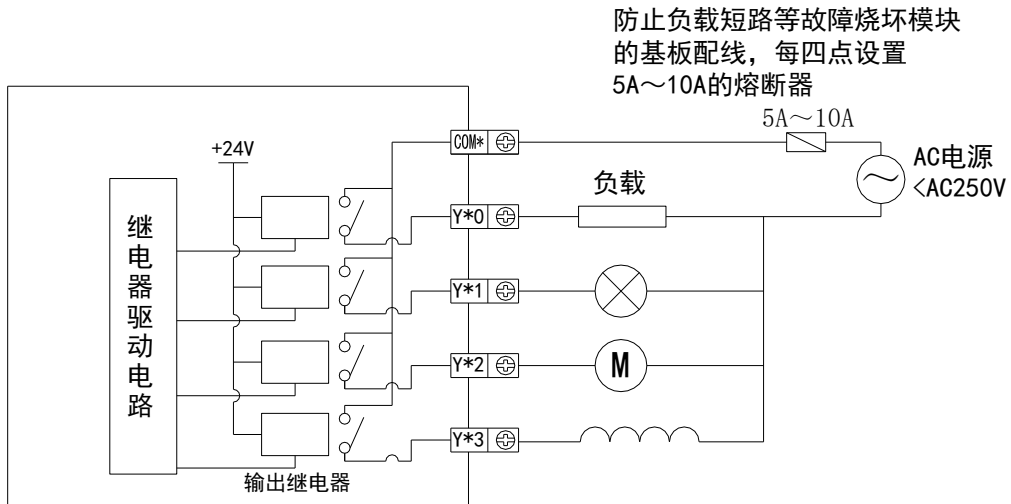 防止负载短路等故障烧坏模块
的基板配线，每四点设置
5A～10A的熔断器
5A～10A
COM*
AC电源
<AC250V
+24V
负载
Y*0
继电器驱动电路
Y*1
Y*2
M
Y*3
输出继电器